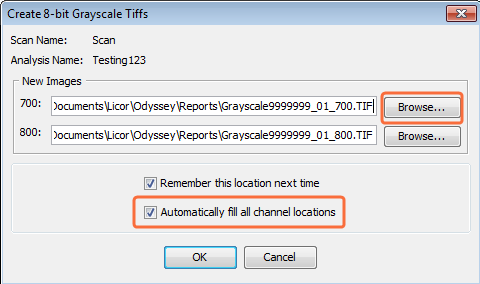 Create 8-bit Grayscale Tiffs
Scan Name: Scan
Analysis Name: Testing123
New Images
700: Documents\Licor\Odyssey\Reports\Grayscale9999999_01_700.TIF Browse...
800: Documents\Licor\Odyssey\Reports\Grayscale9999999_01_800.TIF Browse...
Remember this location next time
Automatically fill all channel locations
OK Cancel